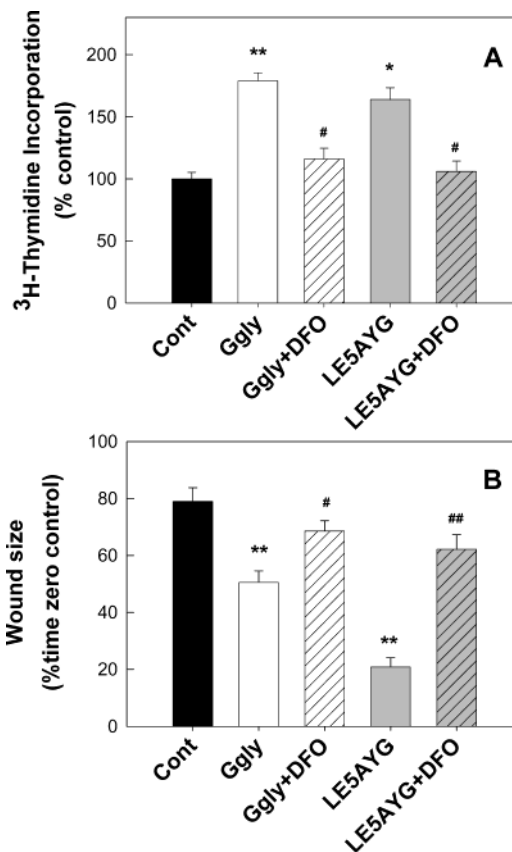 A
³H-Thymidine Incorporation
(% control)
200
150
100
50
0
**
#
*
#
Cont
Ggly
Ggly+DFO
LE5AYG
LE5AYG+DFO
B
Wound size
(%time zero control)
100
80
60
40
20
0
**
#
**
##
Cont
Ggly
Ggly+DFO
LE5AYG
LE5AYG+DFO